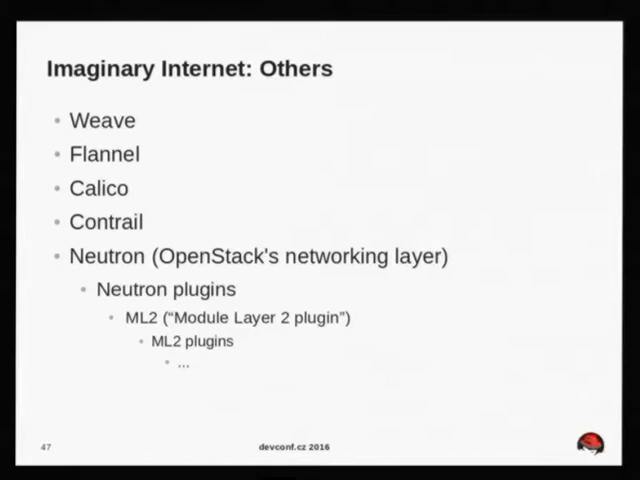 Imaginary Internet: Others
• Weave
• Flannel
• Calico
• Contrail
• Neutron (OpenStack's networking layer)
• Neutron plugins
• ML2 (“Module Layer 2 plugin”)
• ML2 plugins
• ...
47
devconf.cz 2016